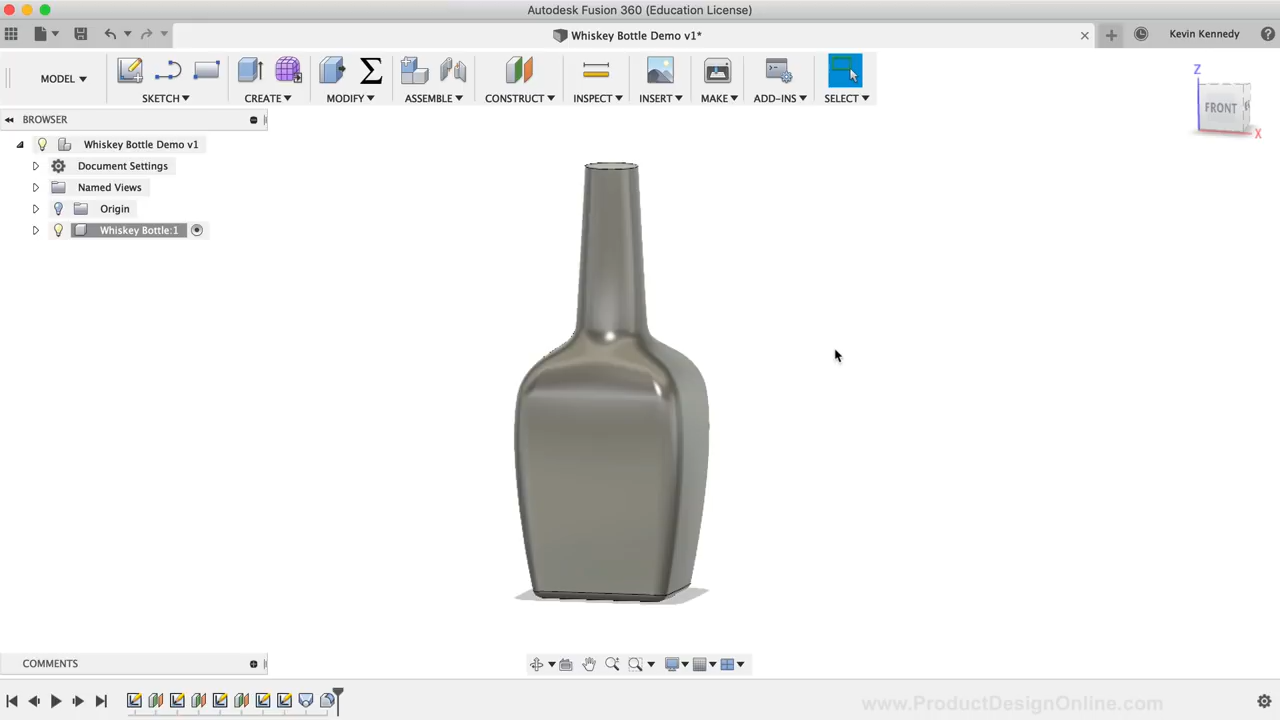 Autodesk Fusion 360 (Education License)
Whiskey Bottle Demo v1*
Kevin Kennedy
MODEL
SKETCH
CREATE
MODIFY
ASSEMBLE
CONSTRUCT
INSPECT
INSERT
MAKE
ADD-INS
SELECT
BROWSER
Whiskey Bottle Demo v1
Document Settings
Named Views
Origin
Whiskey Bottle:1
Z
FRONT
X
COMMENTS
www.ProductDesignOnline.com